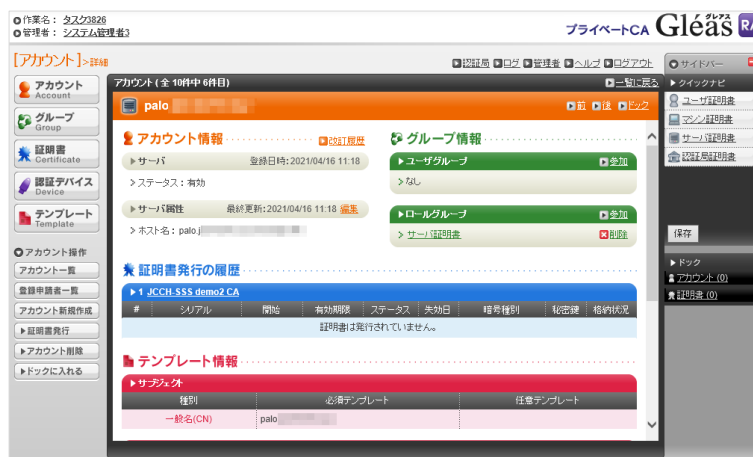 作業名： タスク3826
管理者： システム管理者3
プライベートCA Gléas グレアス RA
[アカウント]>詳細
認証局 ログ 管理者 ヘルプ ログアウト
アカウント Account
グループ Group
証明書 Certificate
認証デバイス Device
テンプレート Template
アカウント操作
アカウント一覧
登録申請者一覧
アカウント新規作成
▶証明書発行
▶アカウント削除
▶ドックに入れる
アカウント ( 全 10件中 6件目)
一覧に戻る
palo
前 後 ドック
アカウント情報
改訂履歴
▶サーバ 登録日時：2021/04/16 11:18
>ステータス：有効
▶サーバ属性 最終更新：2021/04/16 11:18 編集
>ホスト名：palo.j
グループ情報
▶ユーザグループ 参加
>なし
▶ロールグループ 参加
> サーバ証明書 削除
証明書発行の履歴
▶1 JCCH-SSS demo2 CA
# シリアル 開始 有効期限 ステータス 失効日 暗号種別 秘密鍵 格納状況
証明書は発行されていません。
テンプレート情報
▶サブジェクト
種別 必須テンプレート 任意テンプレート
一般名(CN) palo
サイドバー
▶クイックナビ
ユーザ証明書
マシン証明書
サーバ証明書
認証局証明書
保存
▶ドック
アカウント (0)
証明書 (0)